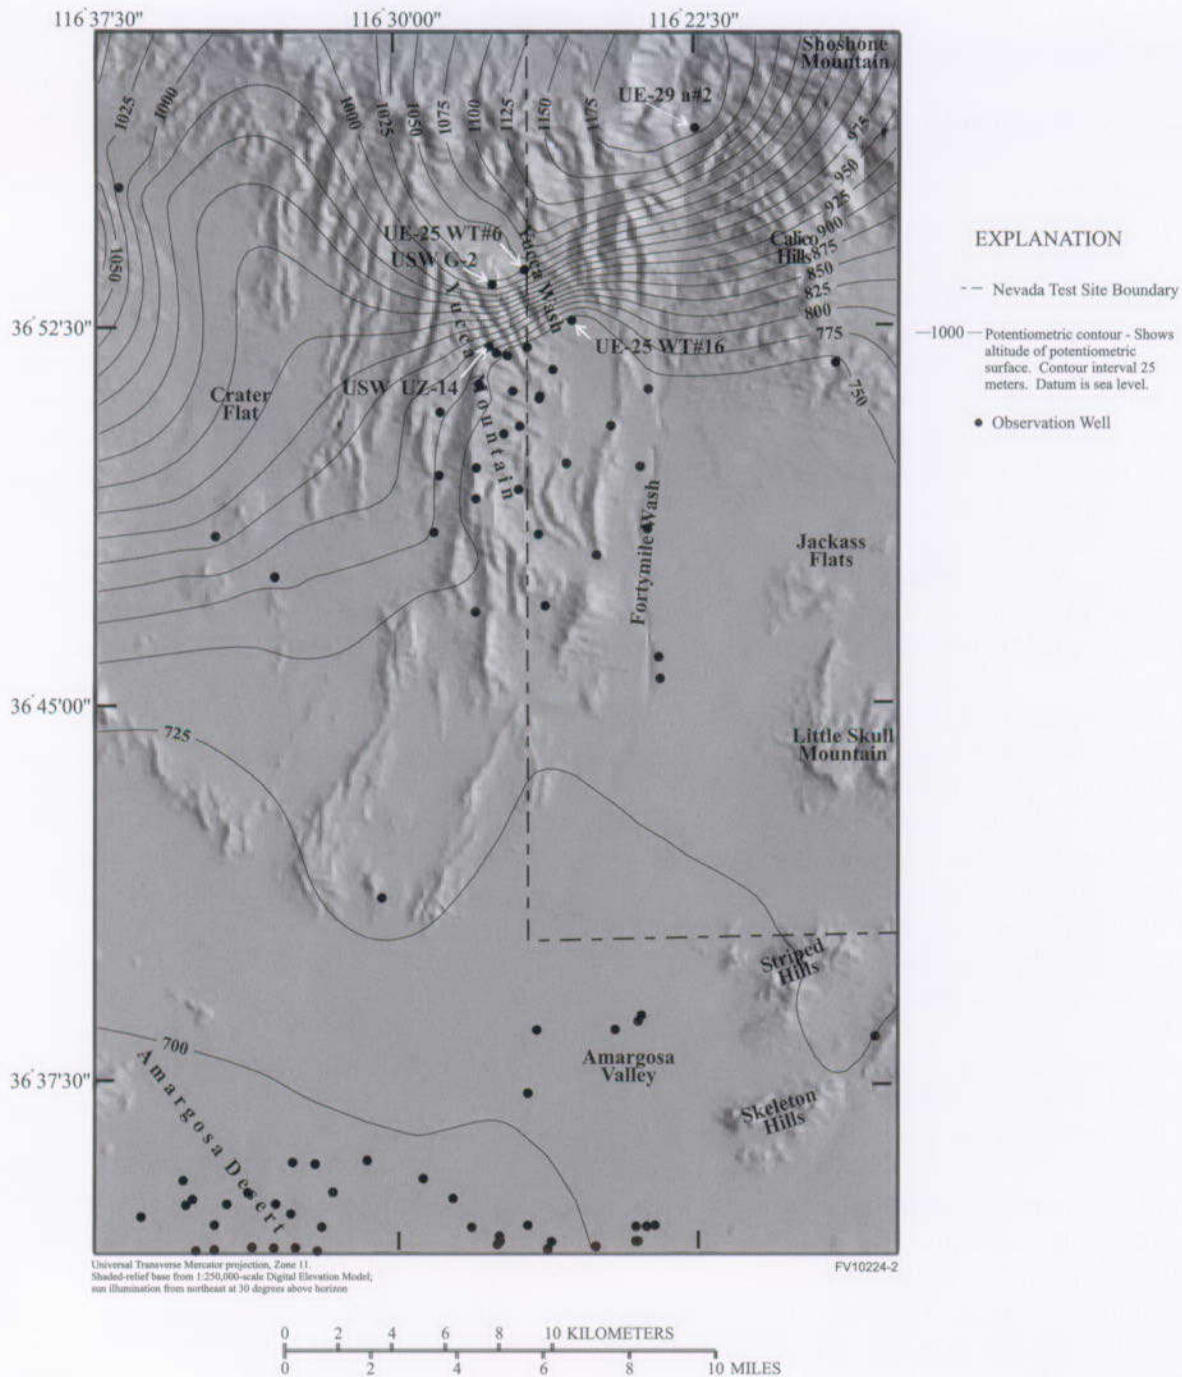 116°37'30"
116°30'00"
116°22'30"
Shoshone
Mountain
UE-29 a#2
1025
1000
1000
1025
1050
1075
1100
1125
1150
1175
975
950
925
900
875
850
825
800
775
750
1050
Calico
Hills
UE-25 WT#6
USW G-2
Yucca Wash
Yucca Mountain
UE-25 WT#16
USW UZ-14
36°52'30"
Crater
Flat
Fortymile Wash
Jackass
Flats
36°45'00"
725
Little Skull
Mountain
Striped
Hills
700
Amargosa
Valley
36°37'30"
Amargosa Desert
Skeleton
Hills
EXPLANATION
Nevada Test Site Boundary
1000
Potentiometric contour - Shows
altitude of potentiometric
surface. Contour interval 25
meters. Datum is sea level.
Observation Well
Universal Transverse Mercator projection, Zone 11.
Shaded-relief base from 1:250,000-scale Digital Elevation Model;
sun illumination from northeast at 30 degrees above horizon
FV10224-2
0 2 4 6 8 10 KILOMETERS
0 2 4 6 8 10 MILES